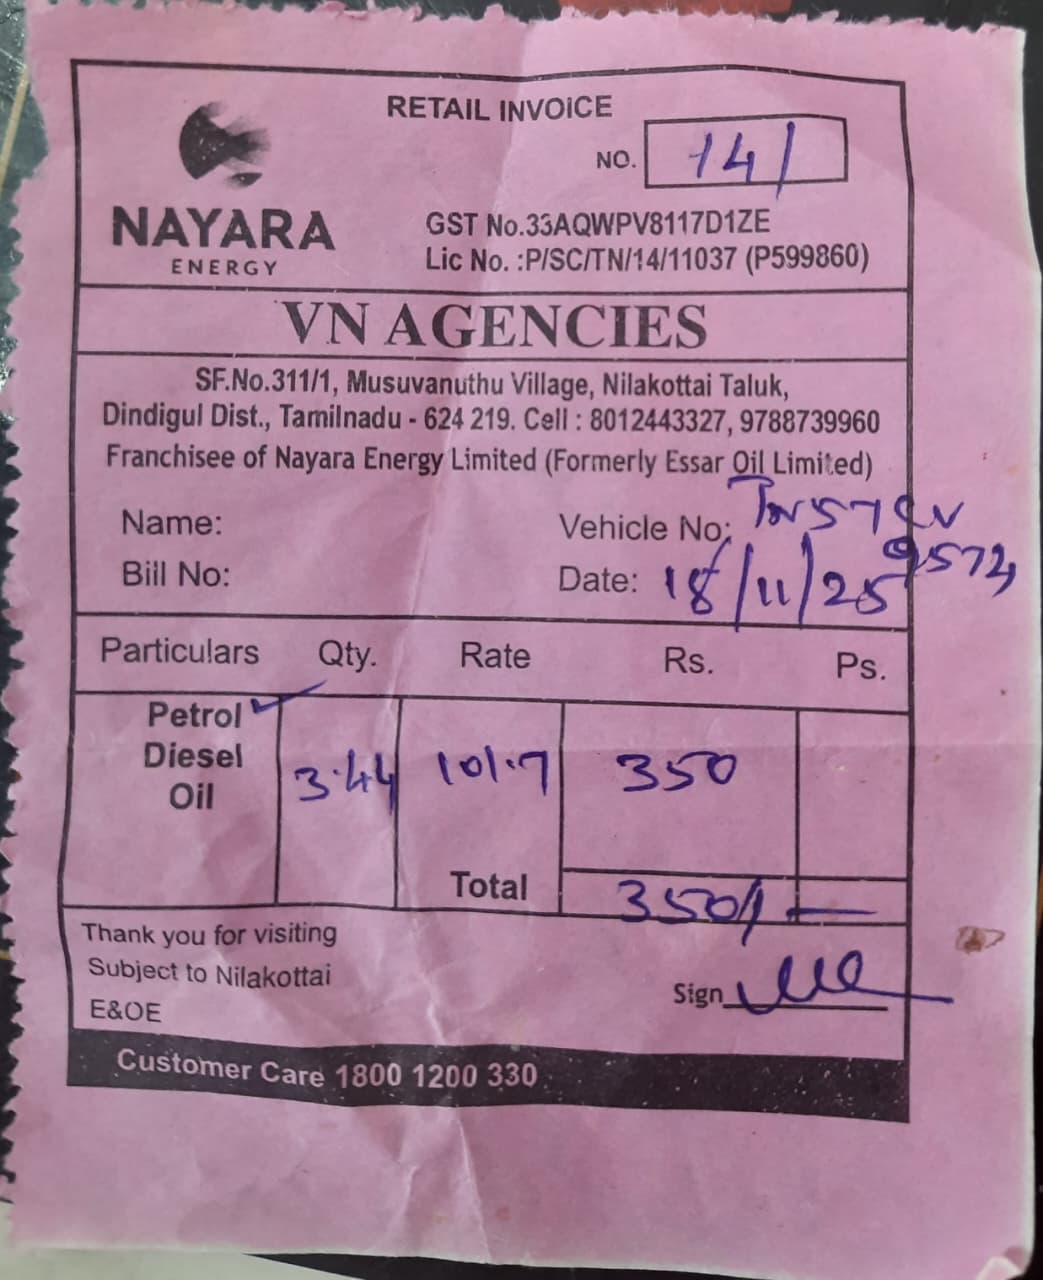 RETAIL INVOICE
NO. 141
NAYARA
ENERGY
GST No.33AQWPV8117D1ZE
Lic No. :P/SC/TN/14/11037 (P599860)
VN AGENCIES
SF.No.311/1, Musuvanuthu Village, Nilakottai Taluk,
Dindigul Dist., Tamilnadu - 624 219. Cell : 8012443327, 9788739960
Franchisee of Nayara Energy Limited (Formerly Essar Oil Limited)
Name: Vehicle No:
Bill No: Date: 18/11/25
Particulars Qty. Rate Rs. Ps.
Petrol ✓
Diesel 3.44 101.7 350
Oil
Total 350/-
Thank you for visiting
Subject to Nilakottai
E&OE
Sign
Customer Care 1800 1200 330